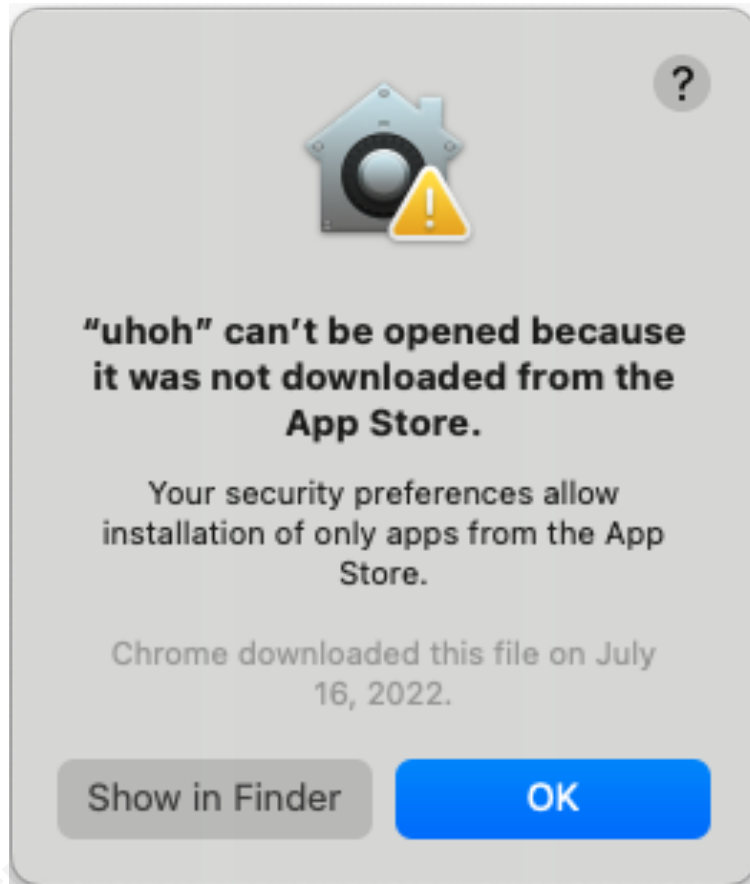 ?
“uhoh” can’t be opened because
it was not downloaded from the
App Store.
Your security preferences allow
installation of only apps from the App
Store.
Chrome downloaded this file on July
16, 2022.
Show in Finder
OK